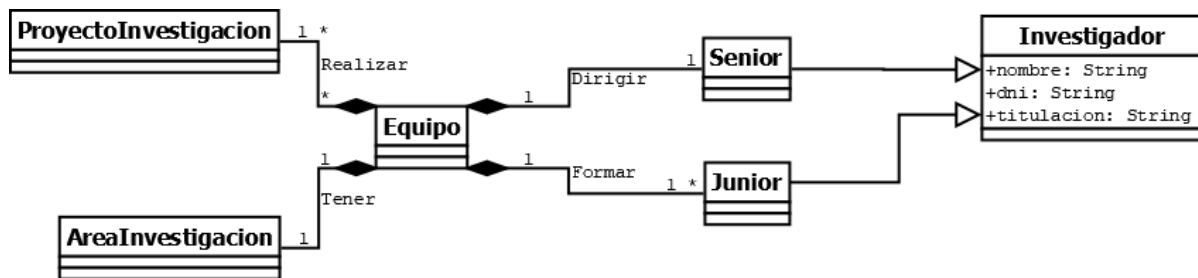 ProyectoInvestigacion
1 *
Realizar
*
Equipo
1
Dirigir
1
Senior
Investigador
+nombre: String
+dni: String
+titulacion: String
1
Tener
1
AreaInvestigacion
1
Formar
1 *
Junior